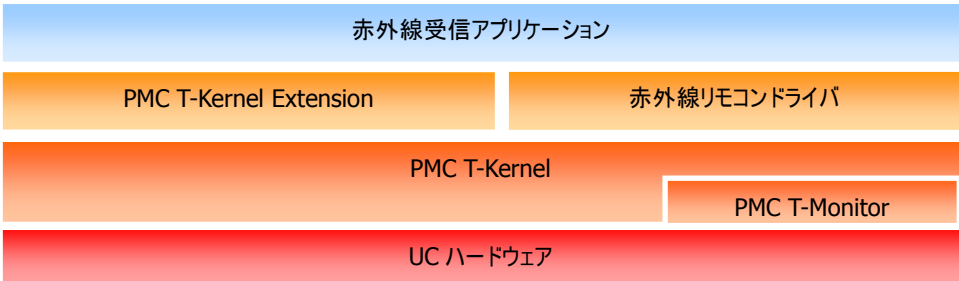 赤外線受信アプリケーション
PMC T-Kernel Extension
赤外線リモコンドライバ
PMC T-Kernel
PMC T-Monitor
UC ハードウェア